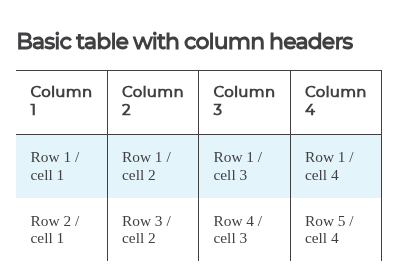 Basic table with column headers
Column 1 Column 2 Column 3 Column 4
Row 1 / cell 1 Row 1 / cell 2 Row 1 / cell 3 Row 1 / cell 4
Row 2 / cell 1 Row 3 / cell 2 Row 4 / cell 3 Row 5 / cell 4